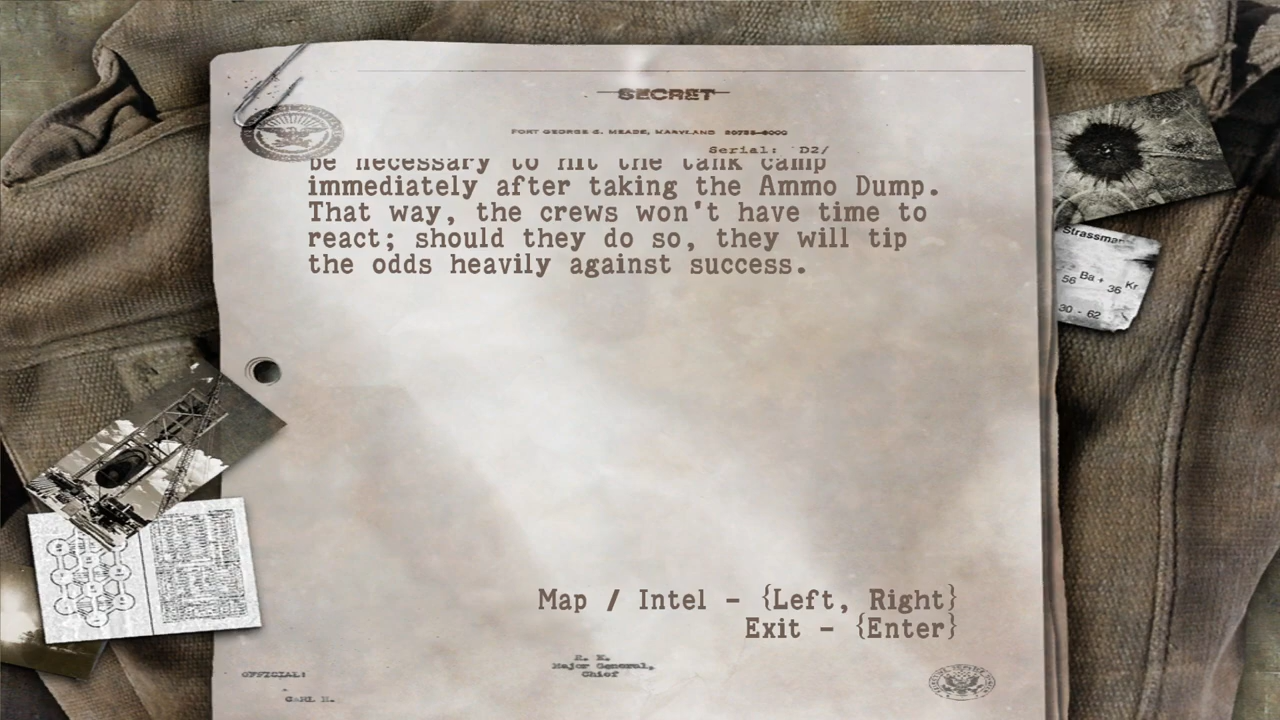 SECRET
FORT GEORGE G. MEADE, MARYLAND 20755-6000
Serial: D2/
be necessary to hit the tank camp
immediately after taking the Ammo Dump.
That way, the crews won't have time to
react; should they do so, they will tip
the odds heavily against success.
Strassman
56 Ba + 36 Kr
30 - 62
Map / Intel - {Left, Right}
Exit - {Enter}
R. E.
Major General,
Chief
OFFICIAL:
CARL H.